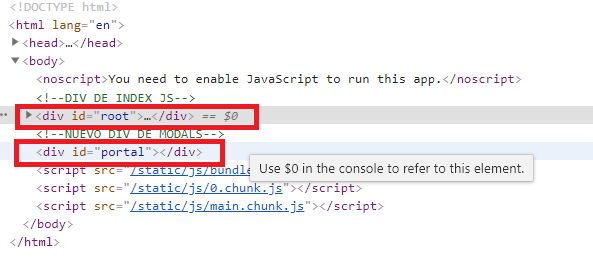 <!DOCTYPE html>
<html lang="en">
<head>…</head>
<body>
<noscript>You need to enable JavaScript to run this app.</noscript>
<!--DIV DE INDEX JS-->
<div id="root">…</div> == $0
<!--NUEVO DIV DE MODALS-->
<div id="portal"></div>
Use $0 in the console to refer to this element.
<script src="/static/js/bundle
<script src="/static/js/0.chunk.js"></script>
<script src="/static/js/main.chunk.js"></script>
</body>
</html>